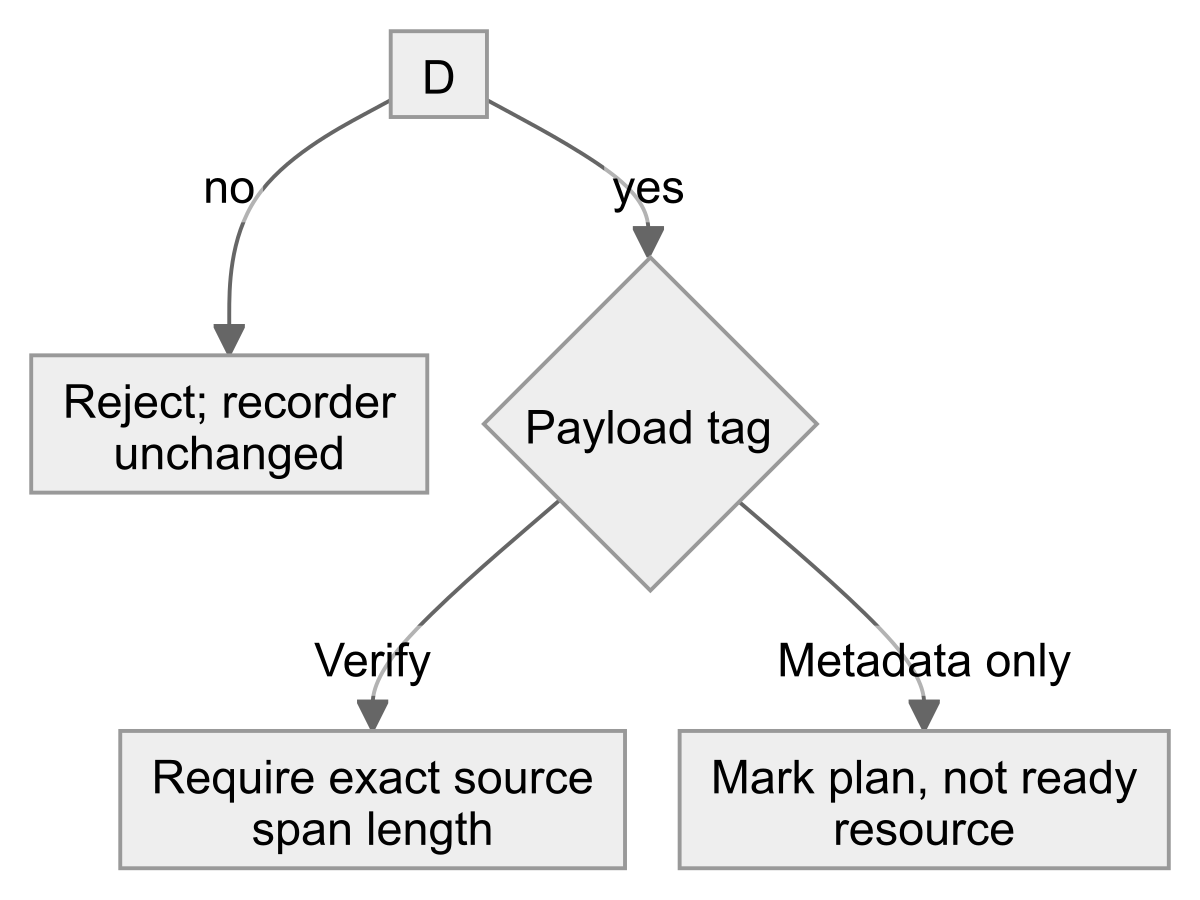 D
no
yes
Reject; recorder
unchanged
Payload tag
Verify
Metadata only
Require exact source
span length
Mark plan, not ready
resource